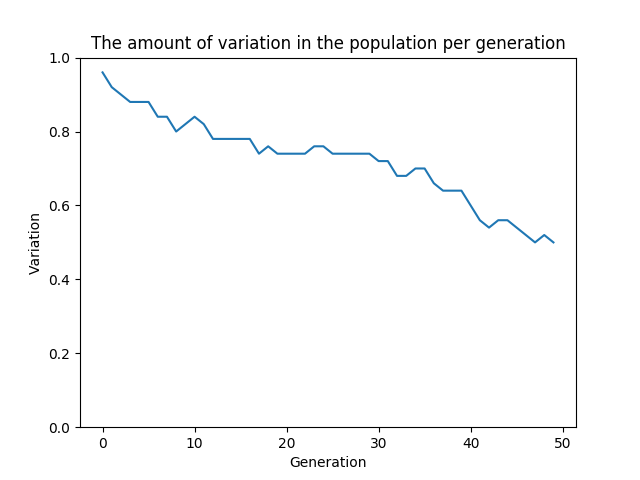 The amount of variation in the population per generation
1.0
0.8
0.6
0.4
0.2
0.0
Variation
0 10 20 30 40 50
Generation